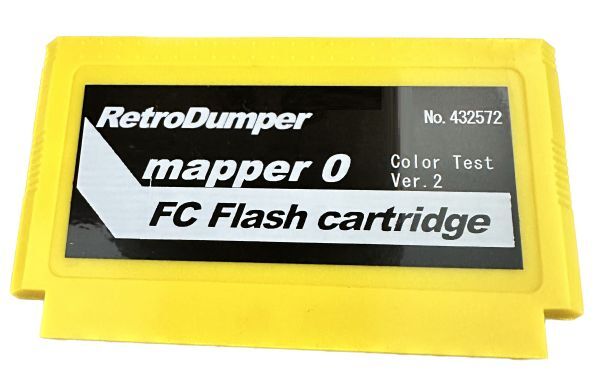 RetroDumper
No. 432572
mapper 0
Color Test
Ver.2
FC Flash cartridge